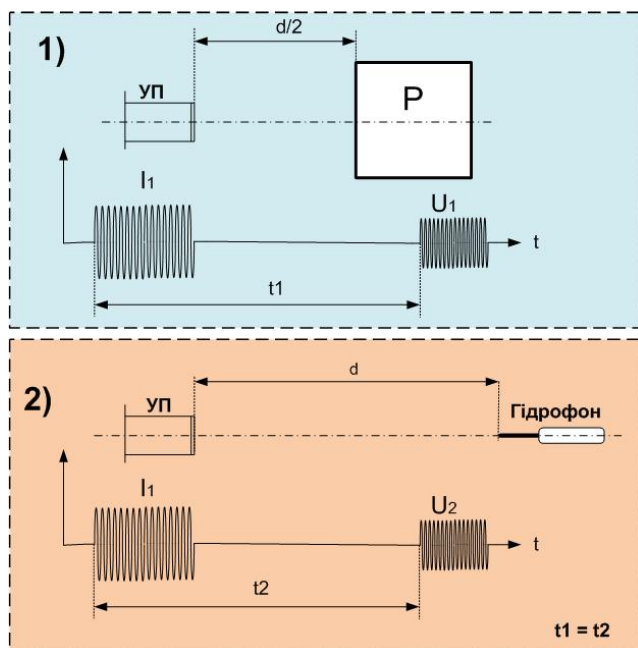 1)
d/2
УП
P
I1
U1
t
t1
2)
d
УП
Гідрофон
I1
U2
t
t2
t1 = t2